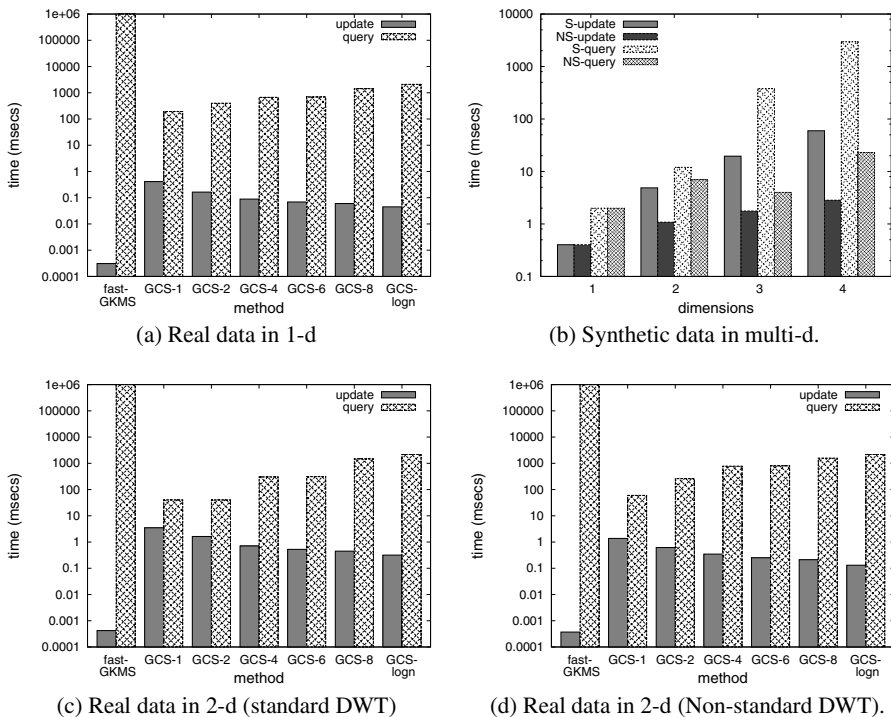 1e+06
100000
10000
1000
100
10
1
0.1
0.01
0.001
0.0001
time (msecs)
update
query
fast-GKMS GCS-1 GCS-2 GCS-4 GCS-6 GCS-8 GCS-logn
method
(a) Real data in 1-d
10000
1000
100
10
1
0.1
time (msecs)
S-update
NS-update
S-query
NS-query
1 2 3 4
dimensions
(b) Synthetic data in multi-d.
1e+06
100000
10000
1000
100
10
1
0.1
0.01
0.001
0.0001
time (msecs)
update
query
fast-GKMS GCS-1 GCS-2 GCS-4 GCS-6 GCS-8 GCS-logn
method
(c) Real data in 2-d (standard DWT)
1e+06
100000
10000
1000
100
10
1
0.1
0.01
0.001
0.0001
time (msecs)
update
query
fast-GKMS GCS-1 GCS-2 GCS-4 GCS-6 GCS-8 GCS-logn
method
(d) Real data in 2-d (Non-standard DWT).